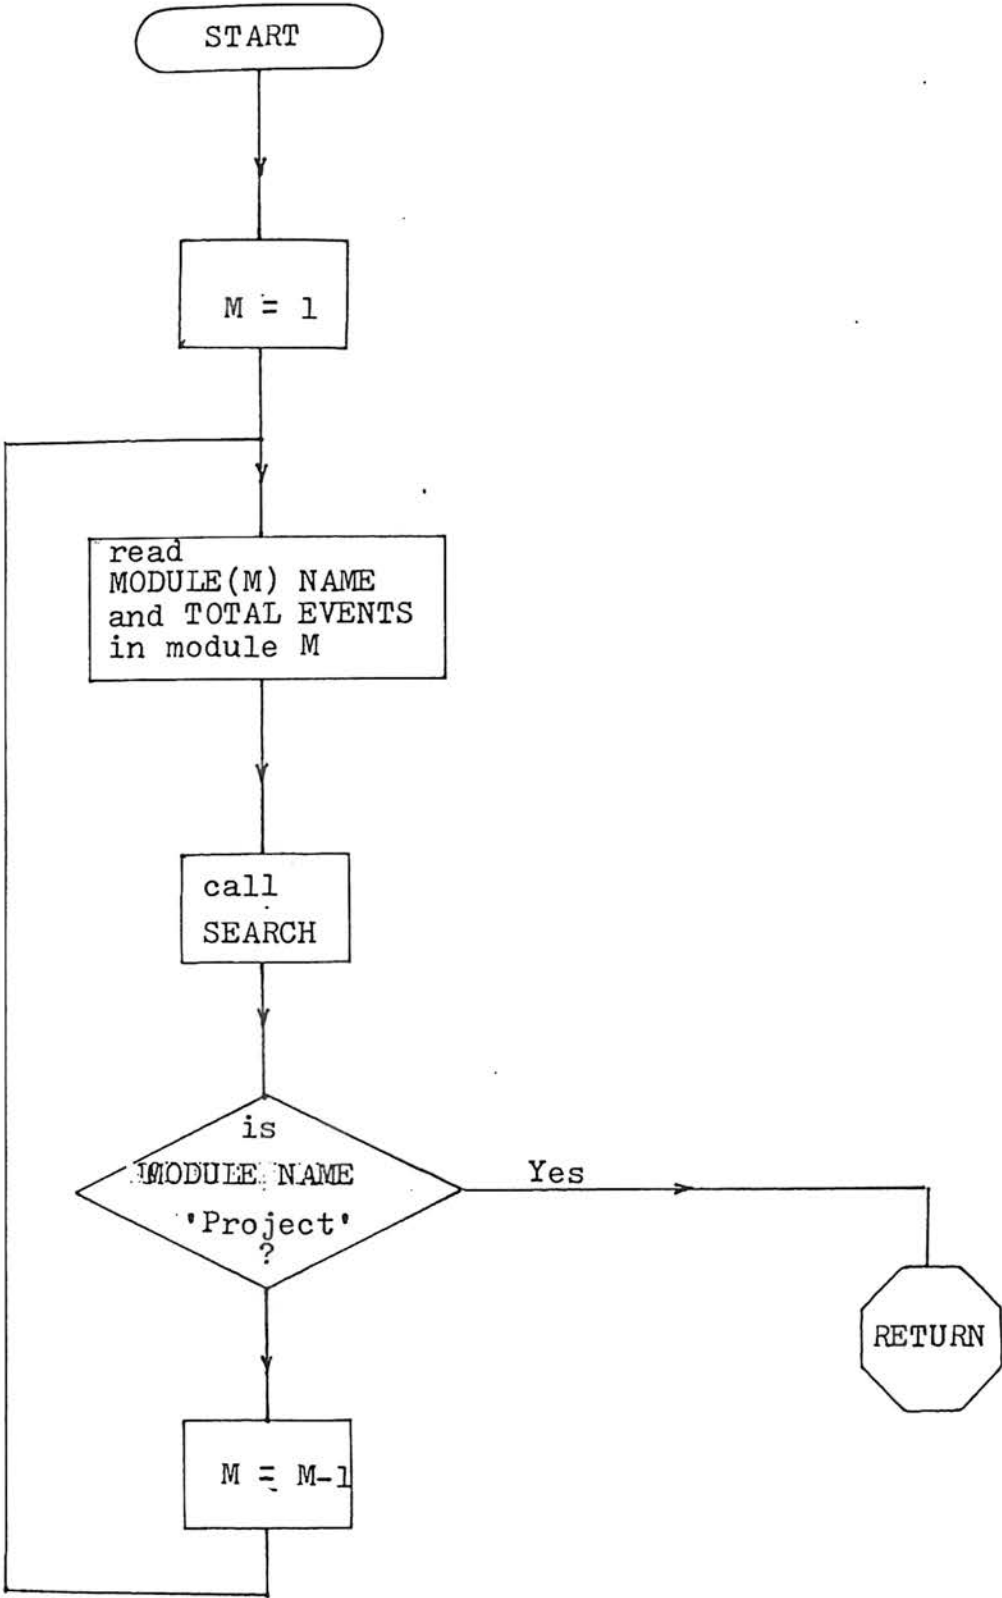 START
M = 1
read
MODULE(M) NAME
and TOTAL EVENTS
in module M
call
SEARCH
is
MODULE NAME
'Project'
?
Yes
RETURN
M = M-1